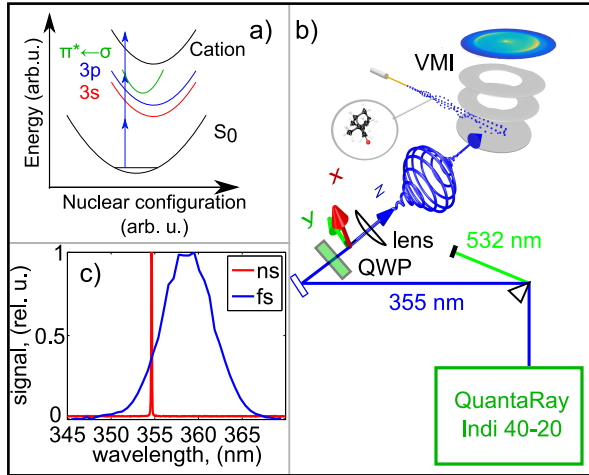 a)
π*←σ
3p
3s
Cation
S0
Energy (arb.u.)
Nuclear configuration
(arb. u.)
b)
VMI
x
y
z
lens
QWP
532 nm
355 nm
QuantaRay
Indi 40-20
c)
ns
fs
signal, (rel. u.)
1
0.5
0
345 350 355 360 365
wavelength, (nm)